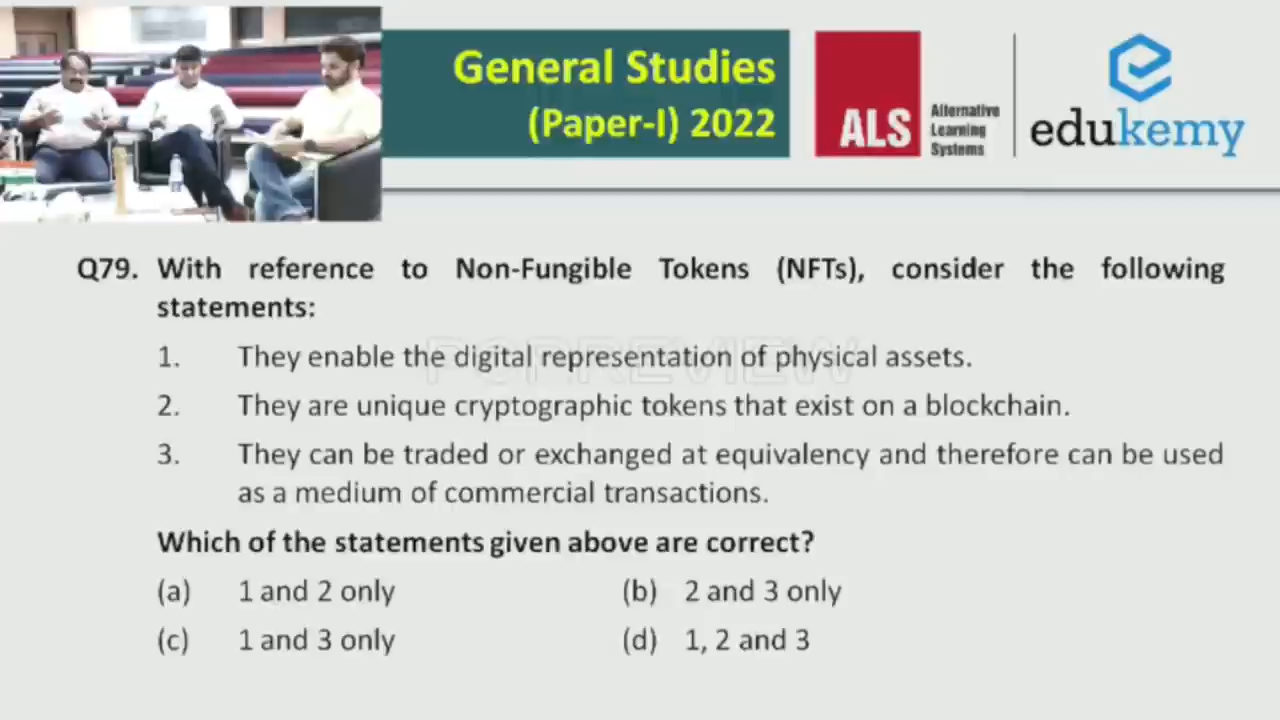 General Studies
(Paper-I) 2022
ALS
Alternative
Learning
Systems
edukemy
Q79. With reference to Non-Fungible Tokens (NFTs), consider the following
statements:
1. They enable the digital representation of physical assets.
2. They are unique cryptographic tokens that exist on a blockchain.
3. They can be traded or exchanged at equivalency and therefore can be used
as a medium of commercial transactions.
Which of the statements given above are correct?
(a) 1 and 2 only (b) 2 and 3 only
(c) 1 and 3 only (d) 1, 2 and 3